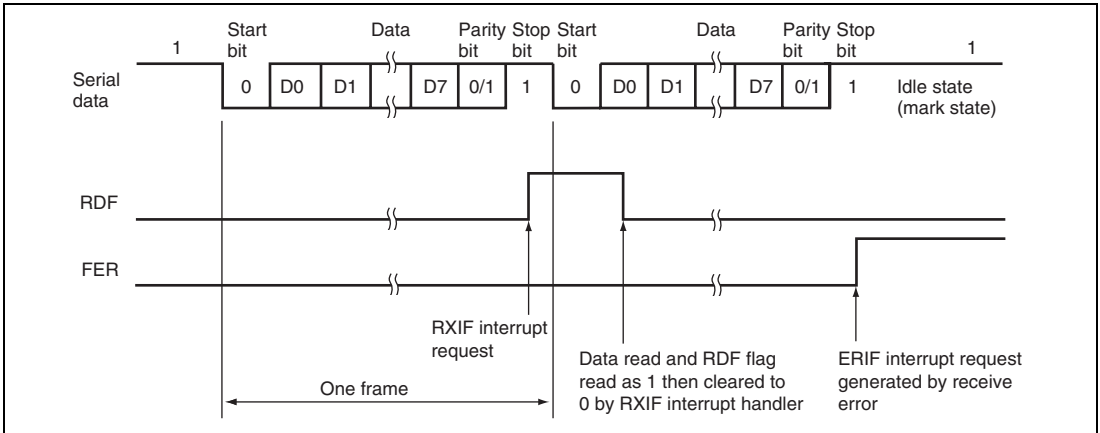 Start bit Data Parity bit Stop bit Start bit Data Parity bit Stop bit
1 1
Serial data 0 D0 D1 D7 0/1 1 0 D0 D1 D7 0/1 1 Idle state (mark state)
RDF
FER
RXIF interrupt
request
Data read and RDF flag
read as 1 then cleared to
0 by RXIF interrupt handler
ERIF interrupt request
generated by receive
error
One frame